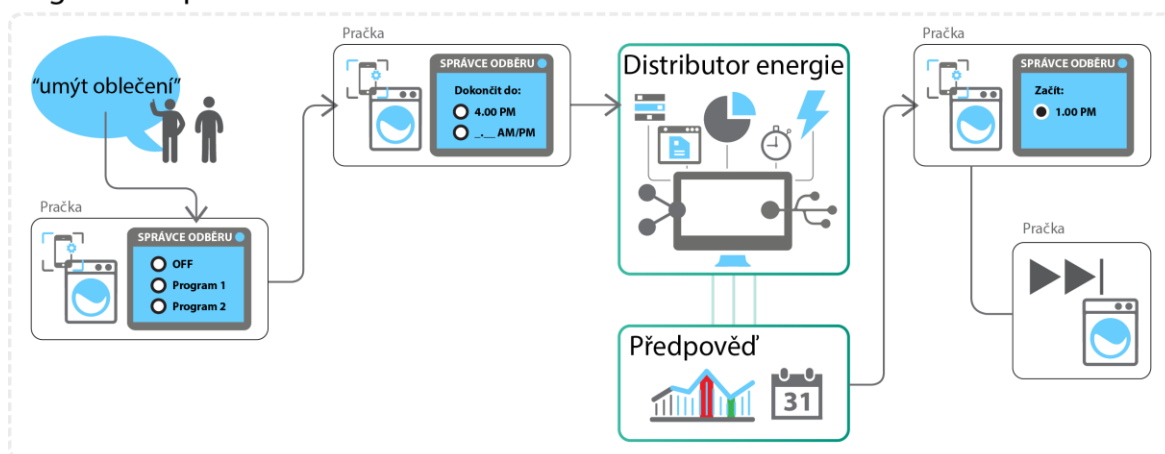 “umýt oblečení”
Pračka
SPRÁVCE ODBĚRU
OFF
Program 1
Program 2
Pračka
SPRÁVCE ODBĚRU
Dokončit do:
4.00 PM
_.__ AM/PM
Distributor energie
Předpověď
31
Pračka
SPRÁVCE ODBĚRU
Začít:
1.00 PM
Pračka